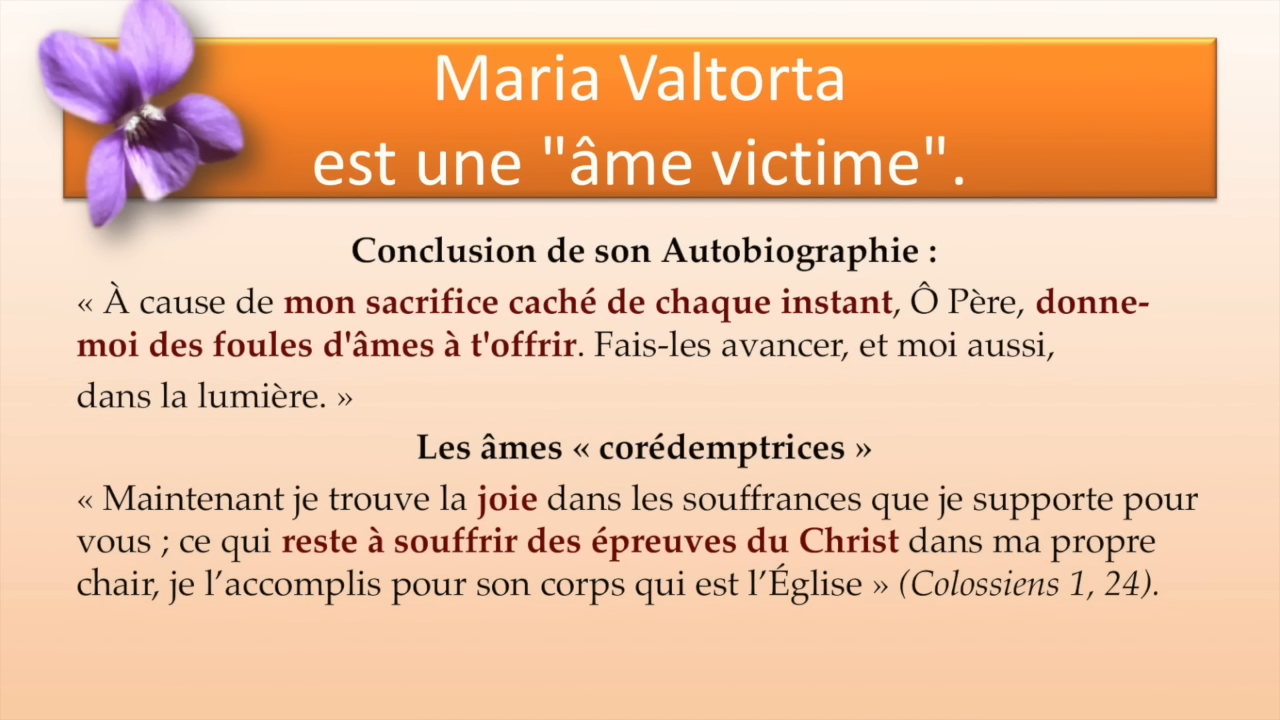 Maria Valtorta
est une "âme victime".
Conclusion de son Autobiographie :
« À cause de mon sacrifice caché de chaque instant, Ô Père, donne-
moi des foules d'âmes à t'offrir. Fais-les avancer, et moi aussi,
dans la lumière. »
Les âmes « corédemptrices »
« Maintenant je trouve la joie dans les souffrances que je supporte pour
vous ; ce qui reste à souffrir des épreuves du Christ dans ma propre
chair, je l’accomplis pour son corps qui est l’Église » (Colossiens 1, 24).